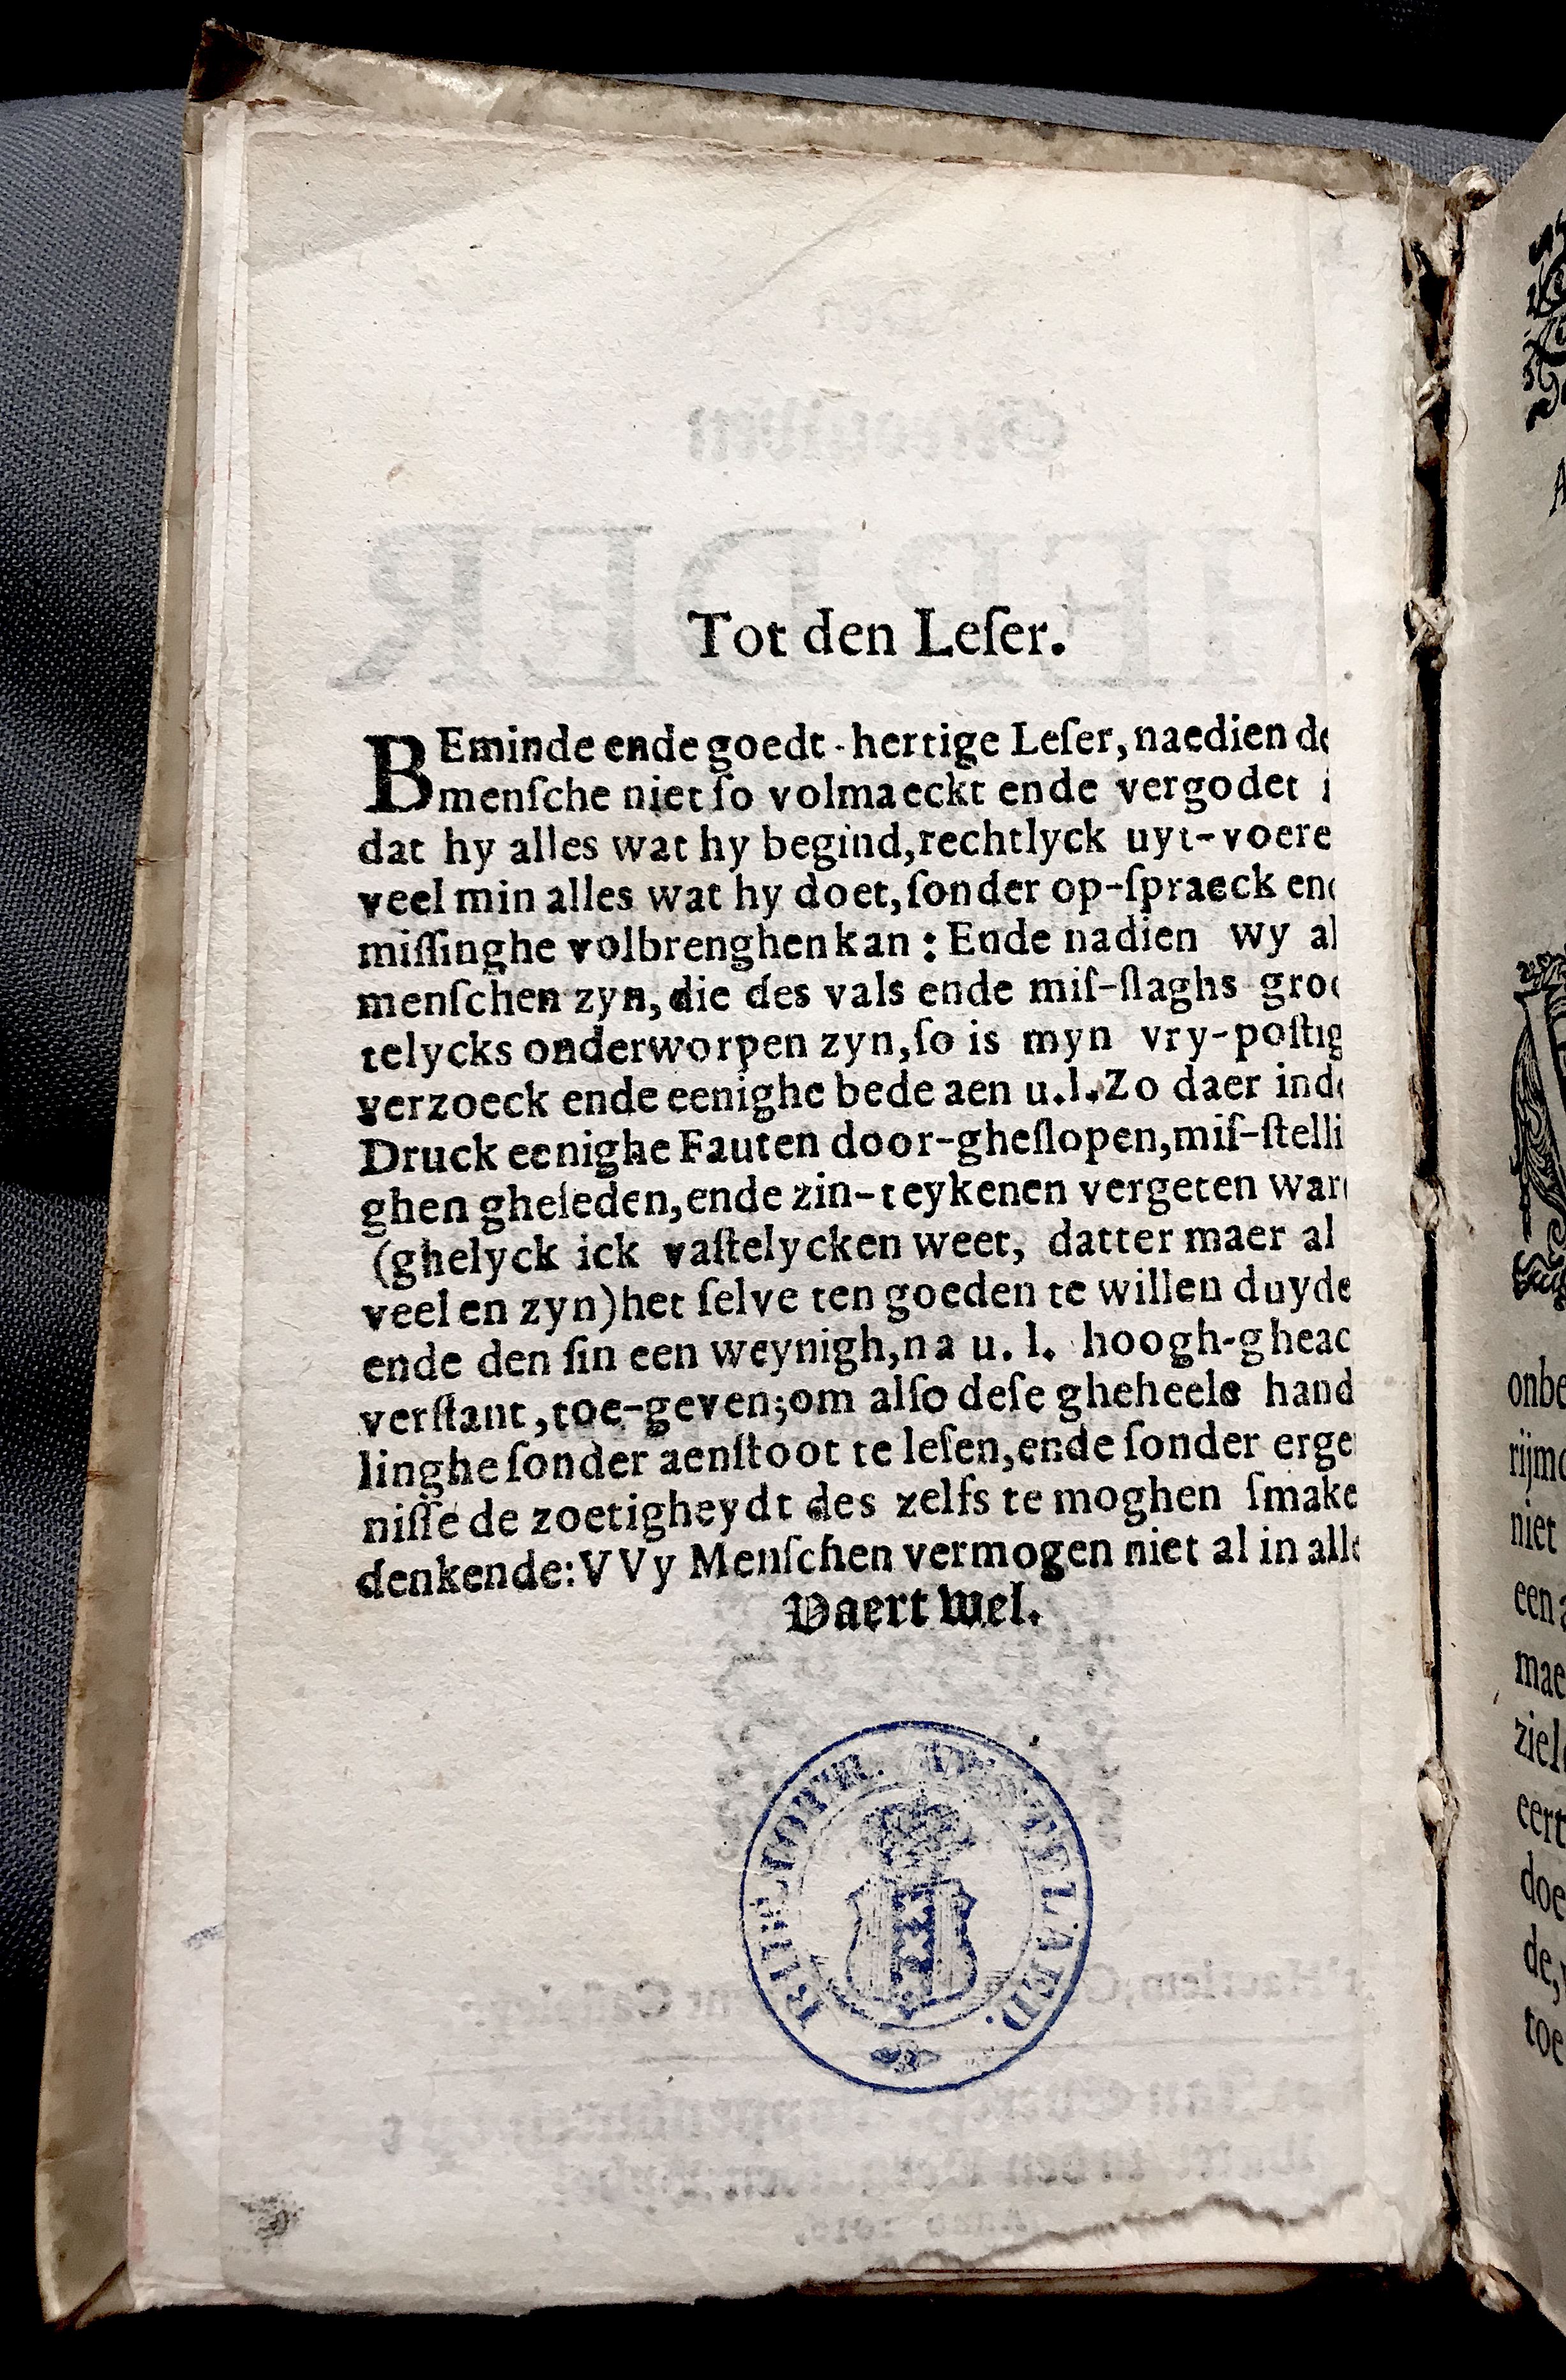 Tot den Leſer.
BEminde ende goedt-hertige Leſer, naedien de
menſche niet ſo volmaeckt ende vergodet
dat hy alles wat hy begind, rechtlyck uyt-voere
veel min alles wat hy doet, ſonder op-ſpraeck end
miſſinghe volbrenghen kan: Ende nadien wy al
menſchen zyn, die des vals ende miſ-ſlaghs groo
telycks onderworpen zyn, ſo is myn vry-poſtig
verzoeck ende eenighe bede aen u.l. Zo daer inde
Druck eenighe Fauten door-gheſlopen, miſ-ſtelli
ghen gheleden, ende zin-teykenen vergeten war
(ghelyck ick vaſtelycken weet, datter maer al
veel en zyn) het ſelve ten goeden te willen duyde
ende den ſin een weynigh, na u. l. hoogh-gheac
verſtant, toe-geven; om alſo deſe gheheele hand
linghe ſonder aenſtoot te leſen, ende ſonder erge
niſſe de zoetigheydt des zelfs te moghen ſmake
denkende: VVy Menſchen vermogen niet al in alle
Vaert wel.
BIBLIOTH. AMSTELAED.
onbe
rijm
niet
een
mae
ziel
eert
doe
de,
toe